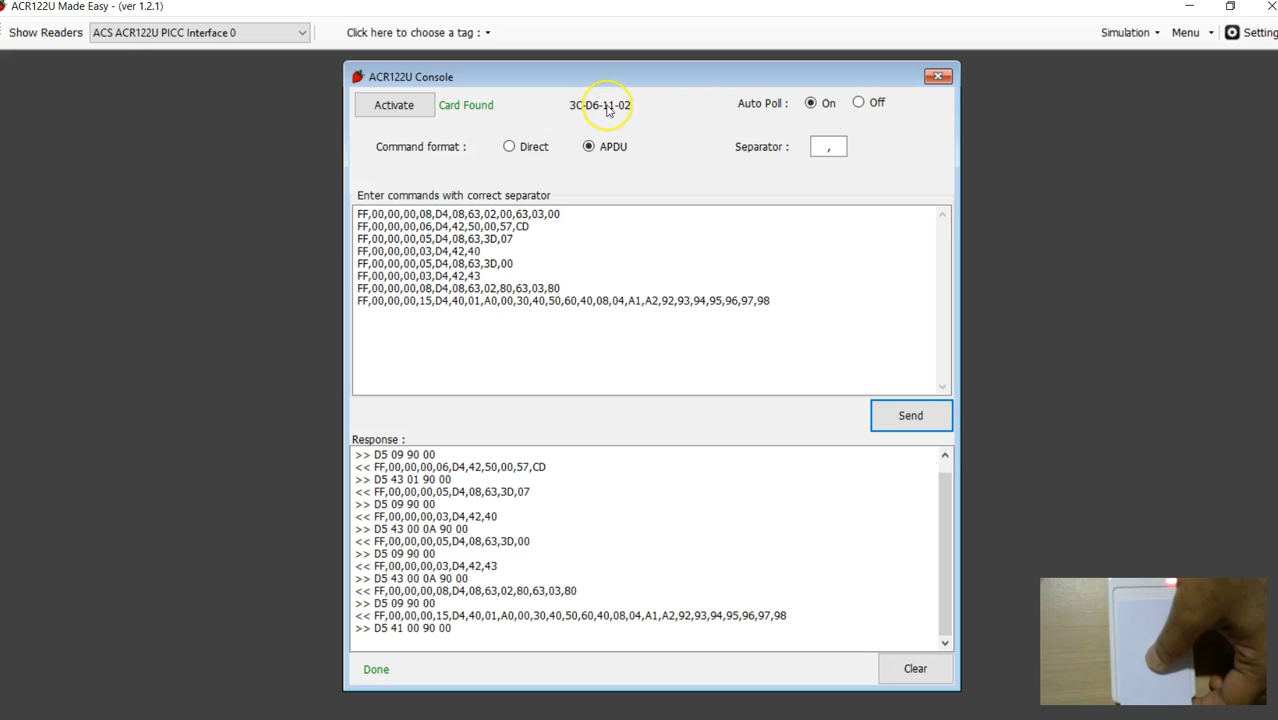 ACR122U Made Easy - (ver 1.2.1)
Show Readers ACS ACR122U PICC Interface 0 Click here to choose a tag : Simulation Menu Setting
ACR122U Console
Activate Card Found 3C-D6-11-02 Auto Poll : On Off
Command format : Direct APDU Separator : ,
Enter commands with correct separator
FF,00,00,00,08,D4,08,63,02,00,63,03,00
FF,00,00,00,06,D4,42,50,00,57,CD
FF,00,00,00,05,D4,08,63,3D,07
FF,00,00,00,03,D4,42,40
FF,00,00,00,05,D4,08,63,3D,00
FF,00,00,00,03,D4,42,43
FF,00,00,00,08,D4,08,63,02,80,63,03,80
FF,00,00,00,15,D4,40,01,A0,00,30,40,50,60,40,08,04,A1,A2,92,93,94,95,96,97,98
Send
Response :
>> D5 09 90 00
<< FF,00,00,00,06,D4,42,50,00,57,CD
>> D5 43 01 90 00
<< FF,00,00,00,05,D4,08,63,3D,07
>> D5 09 90 00
<< FF,00,00,00,03,D4,42,40
>> D5 43 00 0A 90 00
<< FF,00,00,00,05,D4,08,63,3D,00
>> D5 09 90 00
<< FF,00,00,00,03,D4,42,43
>> D5 43 00 0A 90 00
<< FF,00,00,00,08,D4,08,63,02,80,63,03,80
>> D5 09 90 00
<< FF,00,00,00,15,D4,40,01,A0,00,30,40,50,60,40,08,04,A1,A2,92,93,94,95,96,97,98
>> D5 41 00 90 00
Done Clear